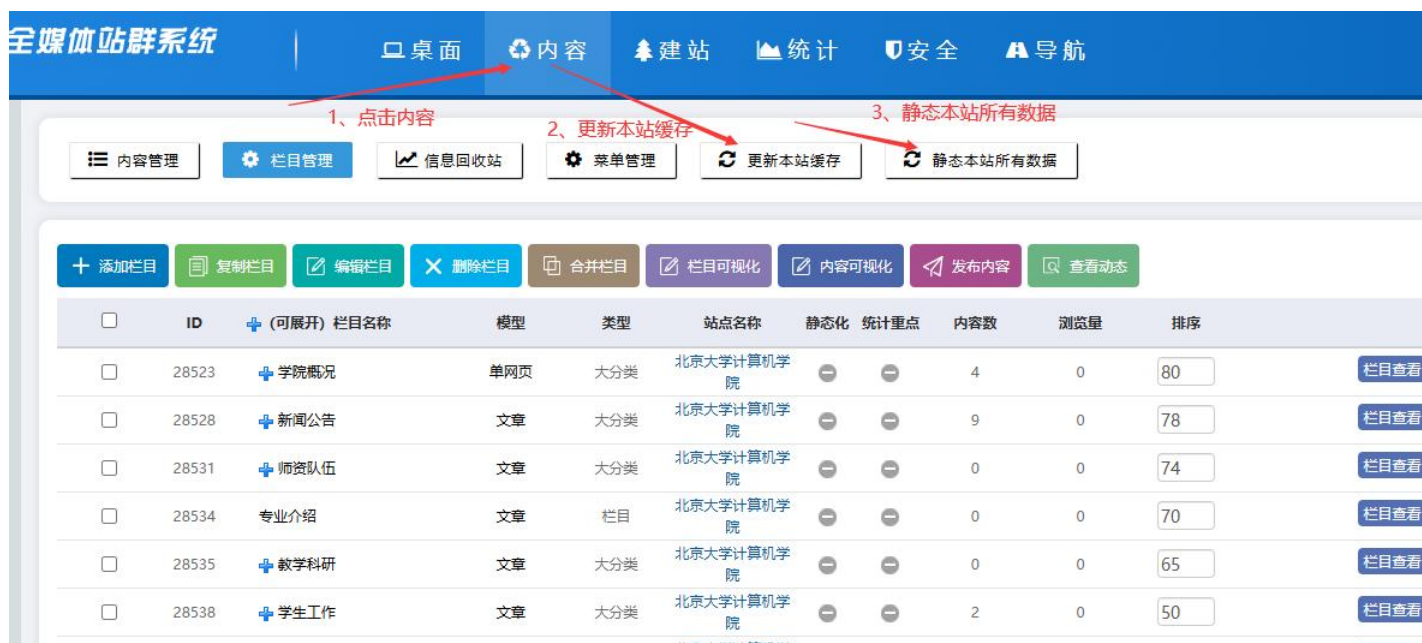 全媒体站群系统
桌面 内容 建站 统计 安全 导航
1、点击内容
2、更新本站缓存
3、静态本站所有数据
内容管理 栏目管理 信息回收站 菜单管理 更新本站缓存 静态本站所有数据
添加栏目 复制栏目 编辑栏目 删除栏目 合并栏目 栏目可视化 内容可视化 发布内容 查看动态
ID (可展开) 栏目名称 模型 类型 站点名称 静态化 统计重点 内容数 浏览量 排序
28523 学院概况 单网页 大分类 北京大学计算机学院 4 0 80 栏目查看
28528 新闻公告 文章 大分类 北京大学计算机学院 9 0 78 栏目查看
28531 师资队伍 文章 大分类 北京大学计算机学院 0 0 74 栏目查看
28534 专业介绍 文章 栏目 北京大学计算机学院 0 0 70 栏目查看
28535 教学科研 文章 大分类 北京大学计算机学院 0 0 65 栏目查看
28538 学生工作 文章 大分类 北京大学计算机学院 2 0 50 栏目查看